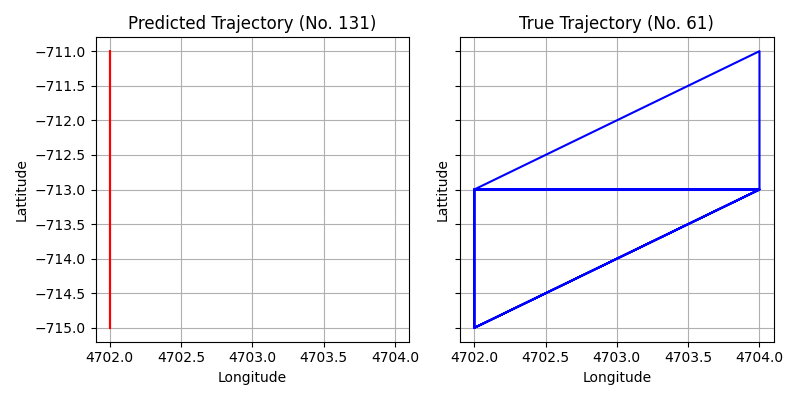 Predicted Trajectory (No. 131)
−711.0
−711.5
−712.0
−712.5
−713.0
−713.5
−714.0
−714.5
−715.0
Lattitude
4702.0 4702.5 4703.0 4703.5 4704.0
Longitude
True Trajectory (No. 61)
Lattitude
4702.0 4702.5 4703.0 4703.5 4704.0
Longitude